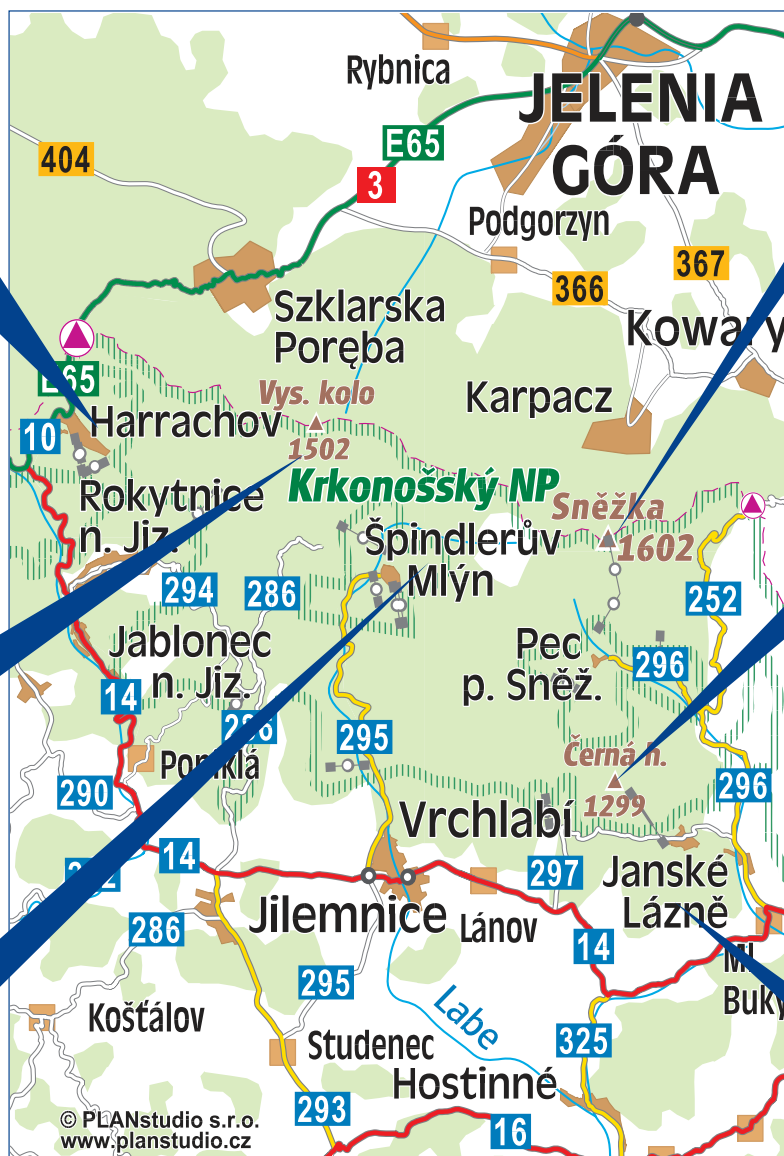 Rybnica
JELENIA
GÓRA
E65
404
3
Podgorzyn
367
366
Szklarska
Poręba
Kowary
E65
Vys. kolo
1502
Karpacz
Harrachov
10
Krkonošský NP
Rokytnice
n. Jiz.
Sněžka
1602
Špindlerův
Mlýn
294
286
252
Jablonec
n. Jiz.
Pec
p. Sněž.
296
14
286
295
Poniklá
Černá h.
1299
296
290
Vrchlabí
14
297
Janské
Lázně
Jilemnice
Lánov
286
14
Ml.
Buky
295
Labe
Košťálov
Studenec
325
Hostinné
293
16
© PLANstudio s.r.o.
www.planstudio.cz